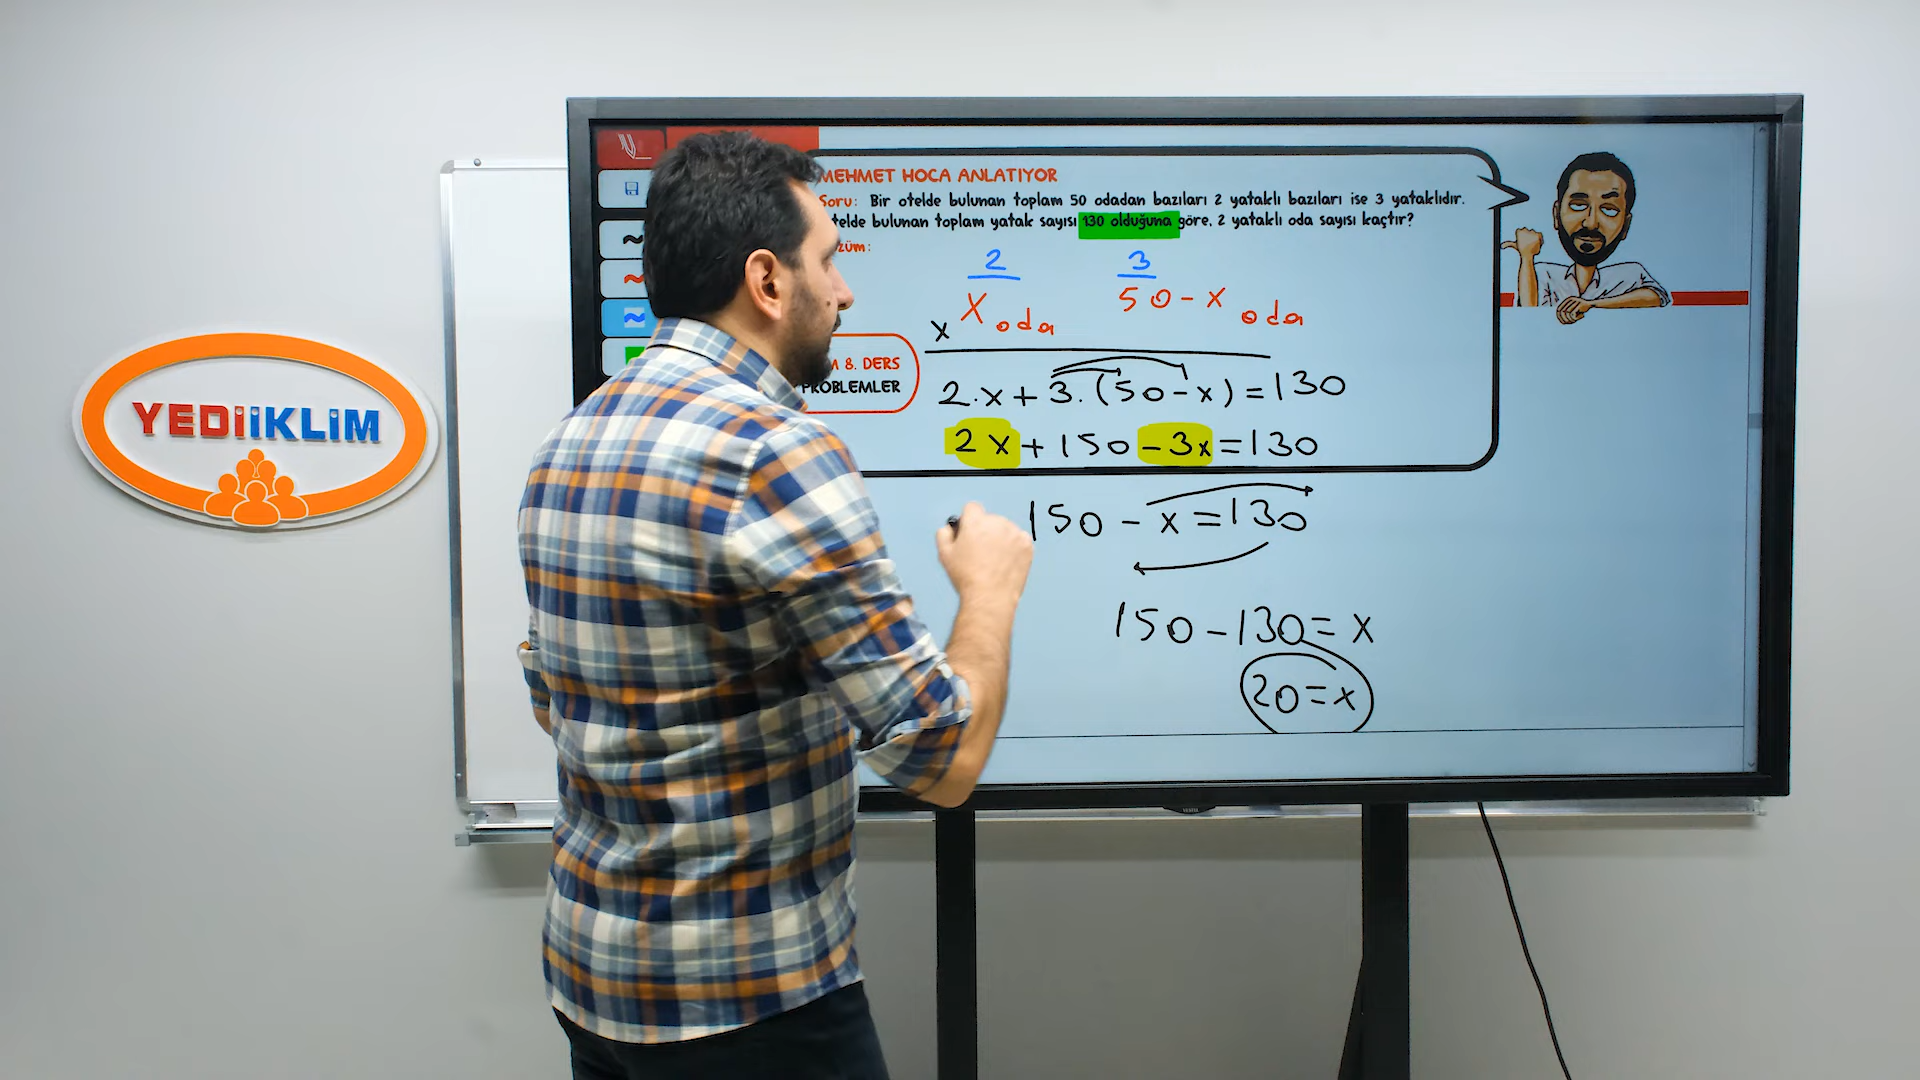 YEDİİKLİM
MEHMET HOCA ANLATIYOR
Soru: Bir otelde bulunan toplam 50 odadan bazıları 2 yataklı bazıları ise 3 yataklıdır.
bulunan toplam yatak sayısı 130 olduğuna göre, 2 yataklı oda sayısı kaçtır?
2 3
x oda 50-x oda
x
8. DERS
PROBLEMLER
2.x+3.(50-x)=130
2x+150-3x=130
150-x=130
150-130=x
20=x